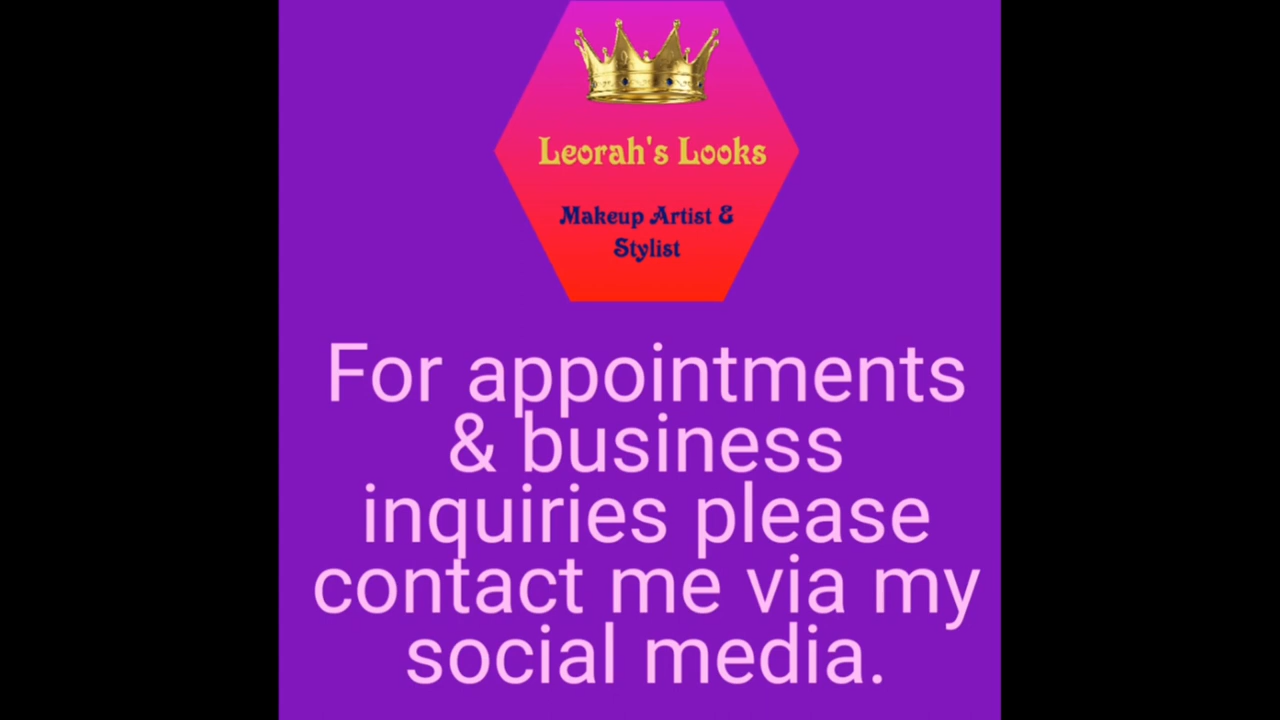 Leorah's Looks
Makeup Artist &
Stylist
For appointments
& business
inquiries please
contact me via my
social media.